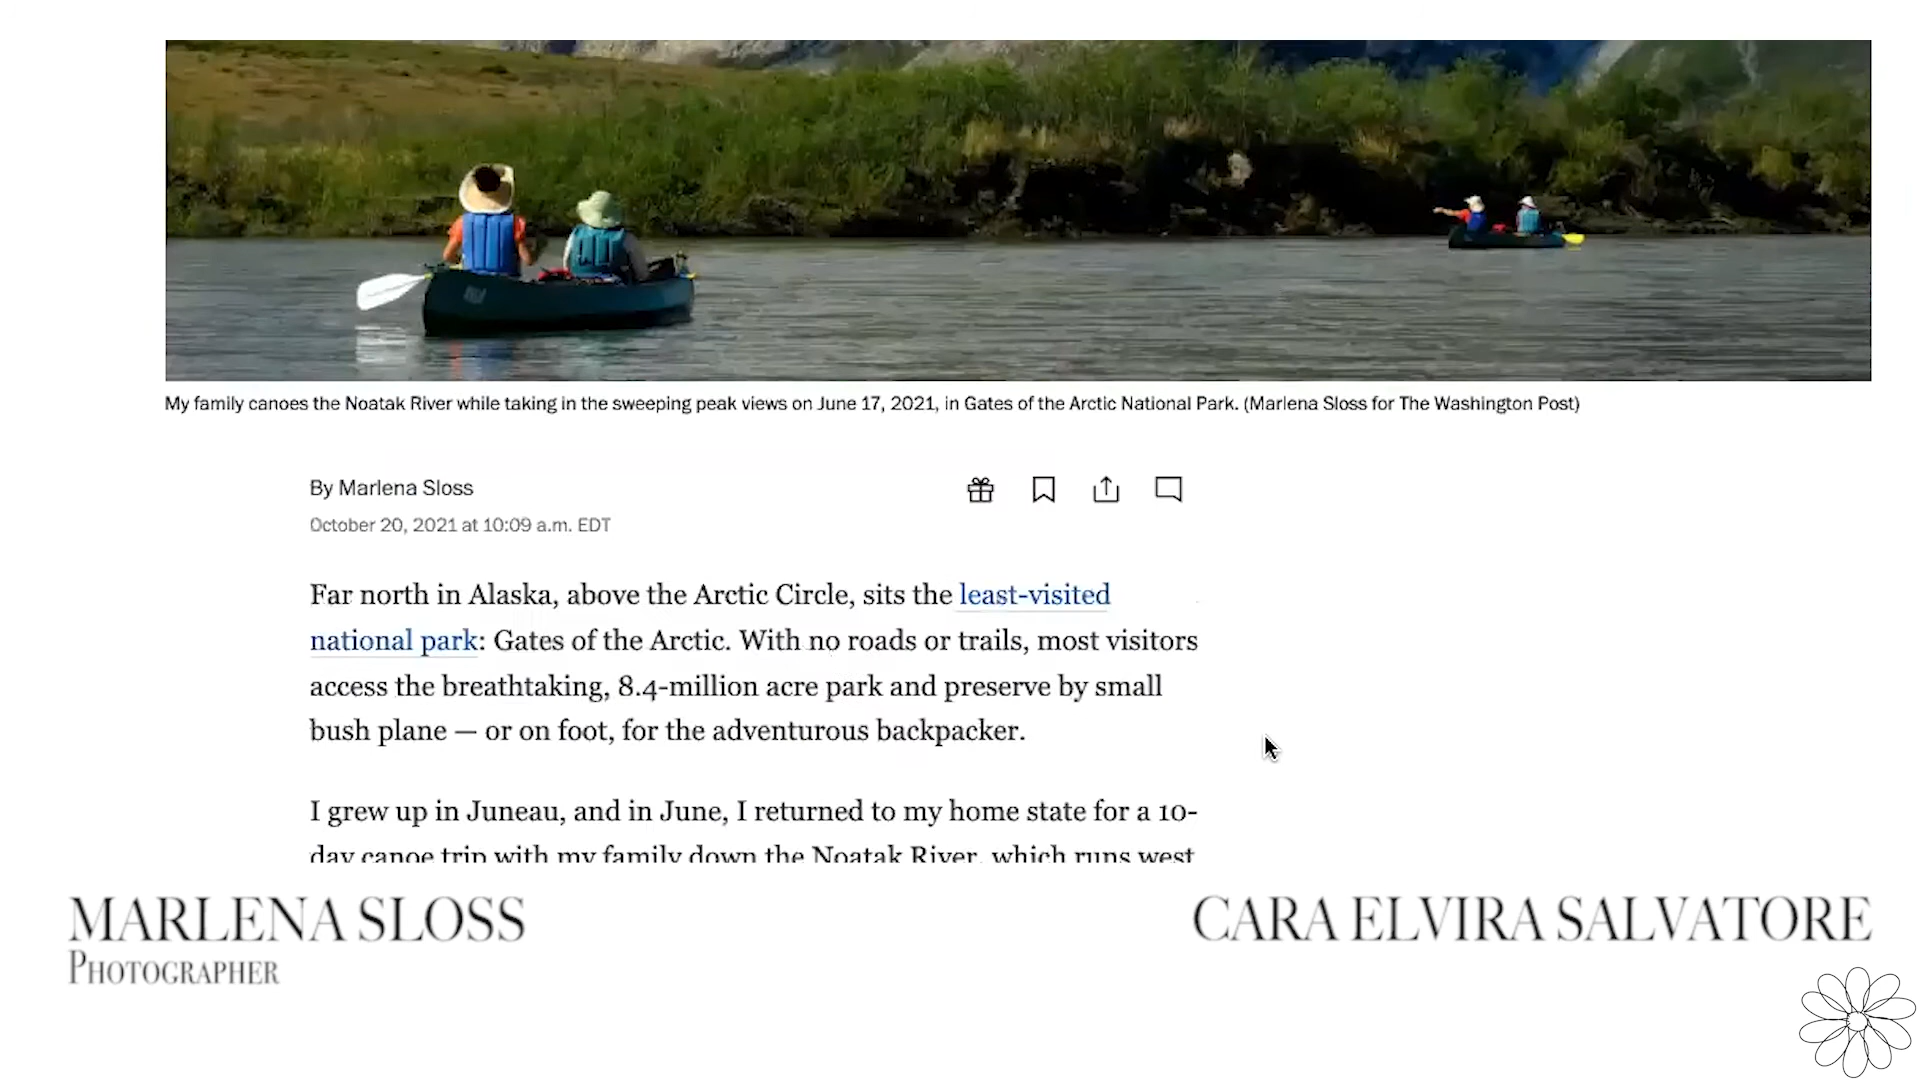 My family canoes the Noatak River while taking in the sweeping peak views on June 17, 2021, in Gates of the Arctic National Park. (Marlena Sloss for The Washington Post)
By Marlena Sloss
October 20, 2021 at 10:09 a.m. EDT
Far north in Alaska, above the Arctic Circle, sits the least-visited
national park: Gates of the Arctic. With no roads or trails, most visitors
access the breathtaking, 8.4-million acre park and preserve by small
bush plane — or on foot, for the adventurous backpacker.
I grew up in Juneau, and in June, I returned to my home state for a 10-
day canoe trip with my family down the Noatak River, which runs west
MARLENA SLOSS
PHOTOGRAPHER
CARA ELVIRA SALVATORE